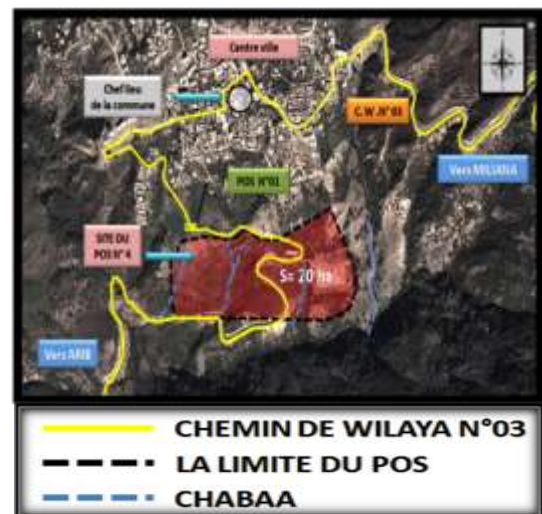 Centre ville
Chef lieu
de la commune
C.W.N°03
Vers MILIANA
POS N°01
SITE DU
POS N° 4
S= 20 ha
Vers ARIB
CHEMIN DE WILAYA N°03
LA LIMITE DU POS
CHABAA